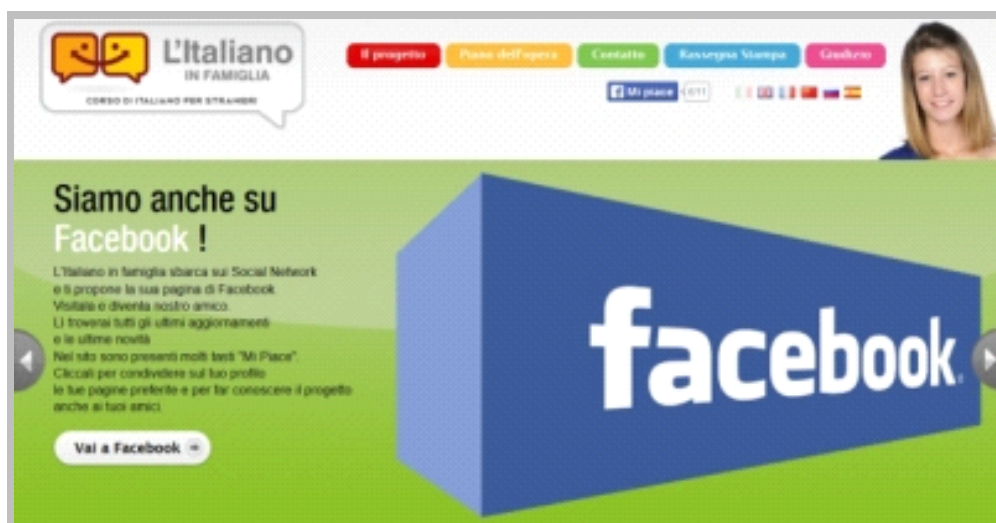 L'Italiano
IN FAMIGLIA
CORSO DI ITALIANO PER STRANIERI
Il progetto
Piano dell'opera
Contatto
Rassegna Stampa
Giudizio
Mi piace
611
Siamo anche su
Facebook !
L'Italiano in famiglia sbarca sui Social Network
e ti propone la sua pagina di Facebook
Visitala e diventa nostro amico.
Lì troverai tutti gli ultimi aggiornamenti
e le ultime novità
Nel sito sono presenti molti tasti "Mi Piace".
Cliccali per condividere sul tuo profilo
le tue pagine preferite e per far conoscere il progetto
anche ai tuoi amici.
Vai a Facebook
facebook